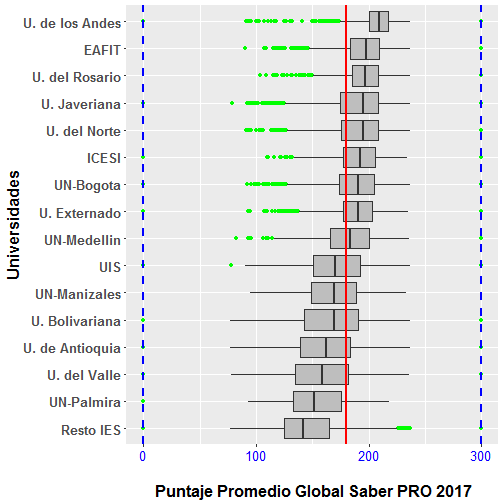 Universidades
U. de los Andes
EAFIT
U. del Rosario
U. Javeriana
U. del Norte
ICESI
UN-Bogota
U. Externado
UN-Medellin
UIS
UN-Manizales
U. Bolivariana
U. de Antioquia
U. del Valle
UN-Palmira
Resto IES
0 100 200 300
Puntaje Promedio Global Saber PRO 2017